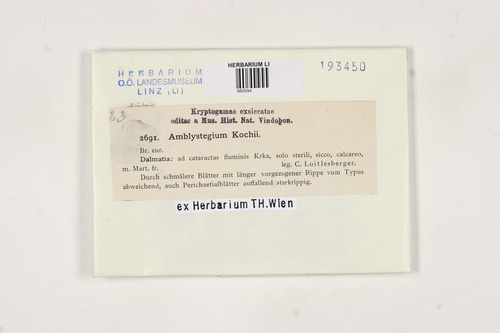 HERBARIUM
O.Ö. LANDESMUSEUM
LINZ (LI)
HERBARIUM LI
193450
23
Kryptogamae exsiccatae
editae a Mus. Hist. Nat. Vindobon.
2691. Amblystegium Kochii.
Br. eur.
Dalmatia: ad cataractas fluminis Krka, solo sterili, sicco, calcareo,
m. Mart. fr. leg. C. Loitlesberger.
Durch schmälere Blätter mit länger vorgezogener Rippe vom Typus
abweichend, auch Perichaetialblätter auffallend starkrippig.
ex Herbarium TH.Wien